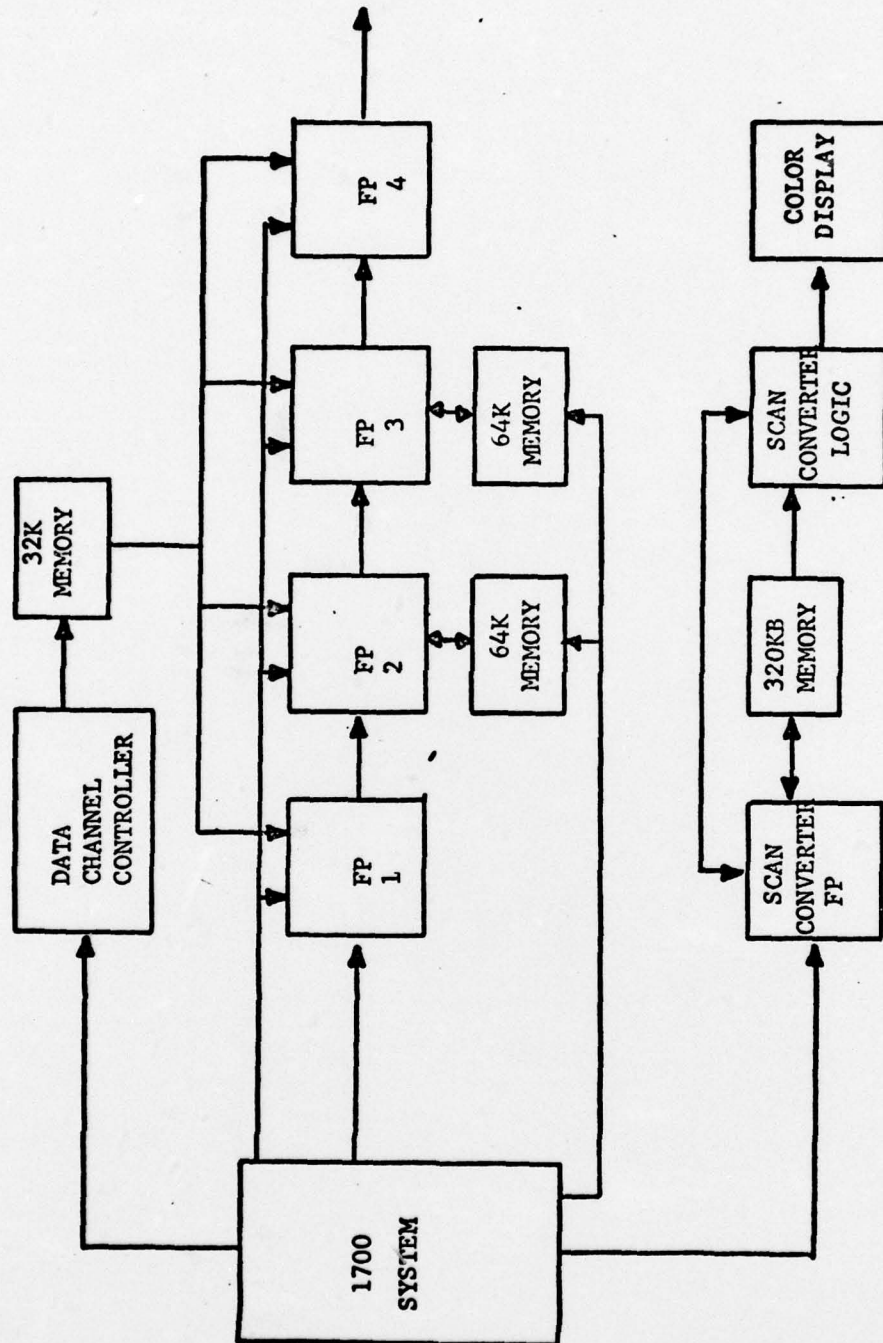 DATA
CHANNEL
CONTROLLER
32K
MEMORY
1700
SYSTEM
FP
1
FP
2
FP
3
FP
4
64K
MEMORY
64K
MEMORY
SCAN
CONVERTER
FP
320KB
MEMORY
SCAN
CONVERTER
LOGIC
COLOR
DISPLAY